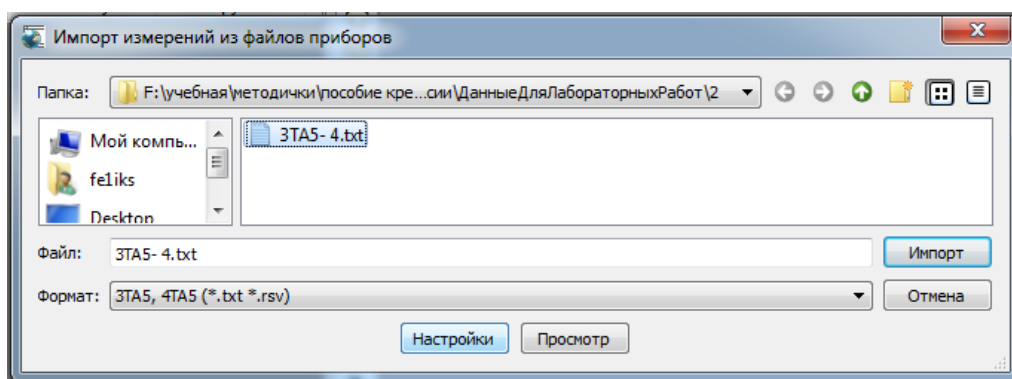 Импорт измерений из файлов приборов
Папка: F:\учебная\методички\пособие кре...сии\ДанныеДляЛабораторныхРабот\2
Мой компь...
fe1iks
Desktop
3TA5- 4.txt
Файл: 3TA5- 4.txt Импорт
Формат: 3TA5, 4TA5 (*.txt *.rsv) Отмена
Настройки Просмотр